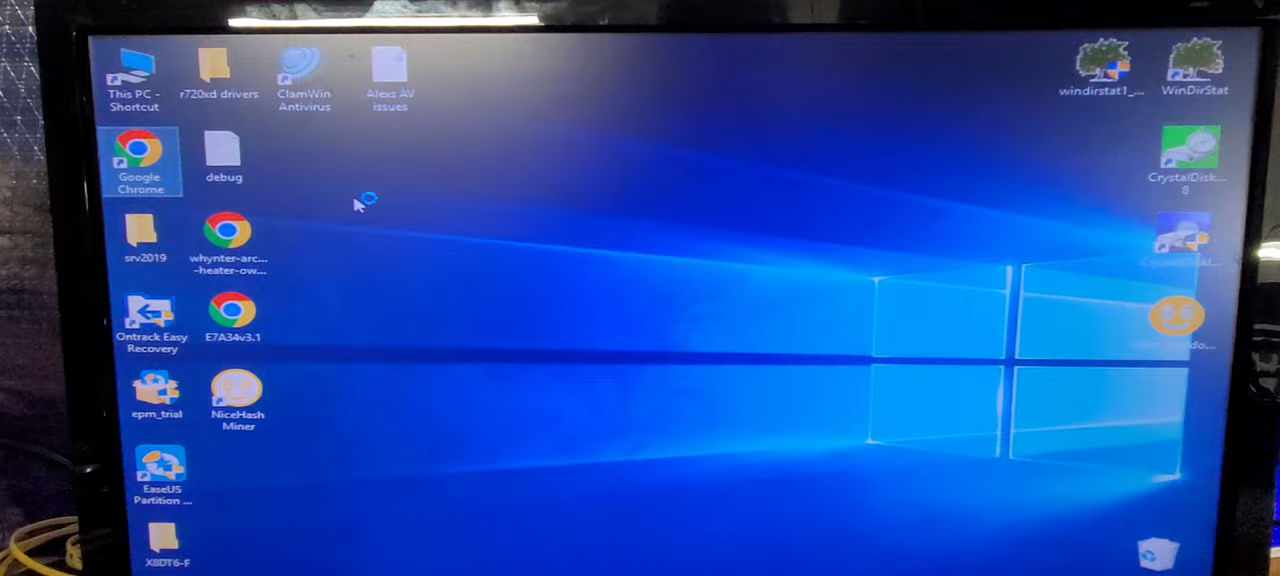 This PC -
Shortcut
r720xd drivers
ClamWin
Antivirus
Alexs AV
issues
windirstat1_...
WinDirStat
Google
Chrome
debug
CrystalDisk...
8
srv2019
whynter-arc...
-heater-ow...
Ontrack Easy
Recovery
E7A34v3.1
epm_trial
NiceHash
Miner
EaseUS
Partition ...
X8DT6-F